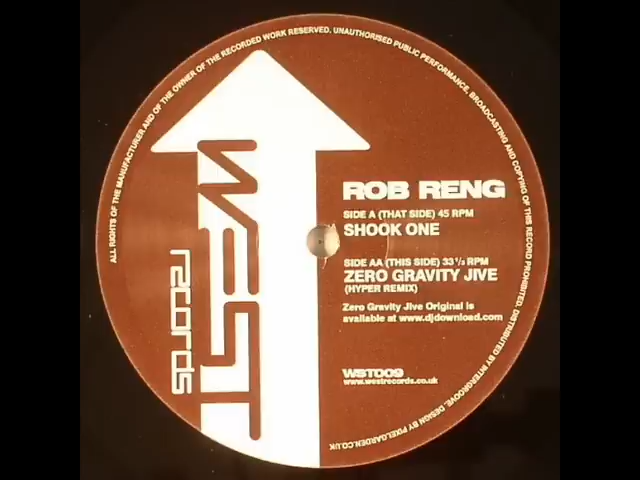 ALL RIGHTS OF THE MANUFACTURER AND OF THE OWNER OF THE RECORDED WORK RESERVED. UNAUTHORISED PUBLIC PERFORMANCE, BROADCASTING AND COPYING OF THIS RECORD PROHIBITED. DISTRIBUTED BY INTERGROOVE. DESIGN BY PIXELGARDEN.CO.UK
WEST
records
ROB RENG
SIDE A (THAT SIDE) 45 RPM
SHOOK ONE
SIDE AA (THIS SIDE) 33 1/3 RPM
ZERO GRAVITY JIVE
(HYPER REMIX)
Zero Gravity Jive Original is
available at www.djdownload.com
WST009
www.westrecords.co.uk